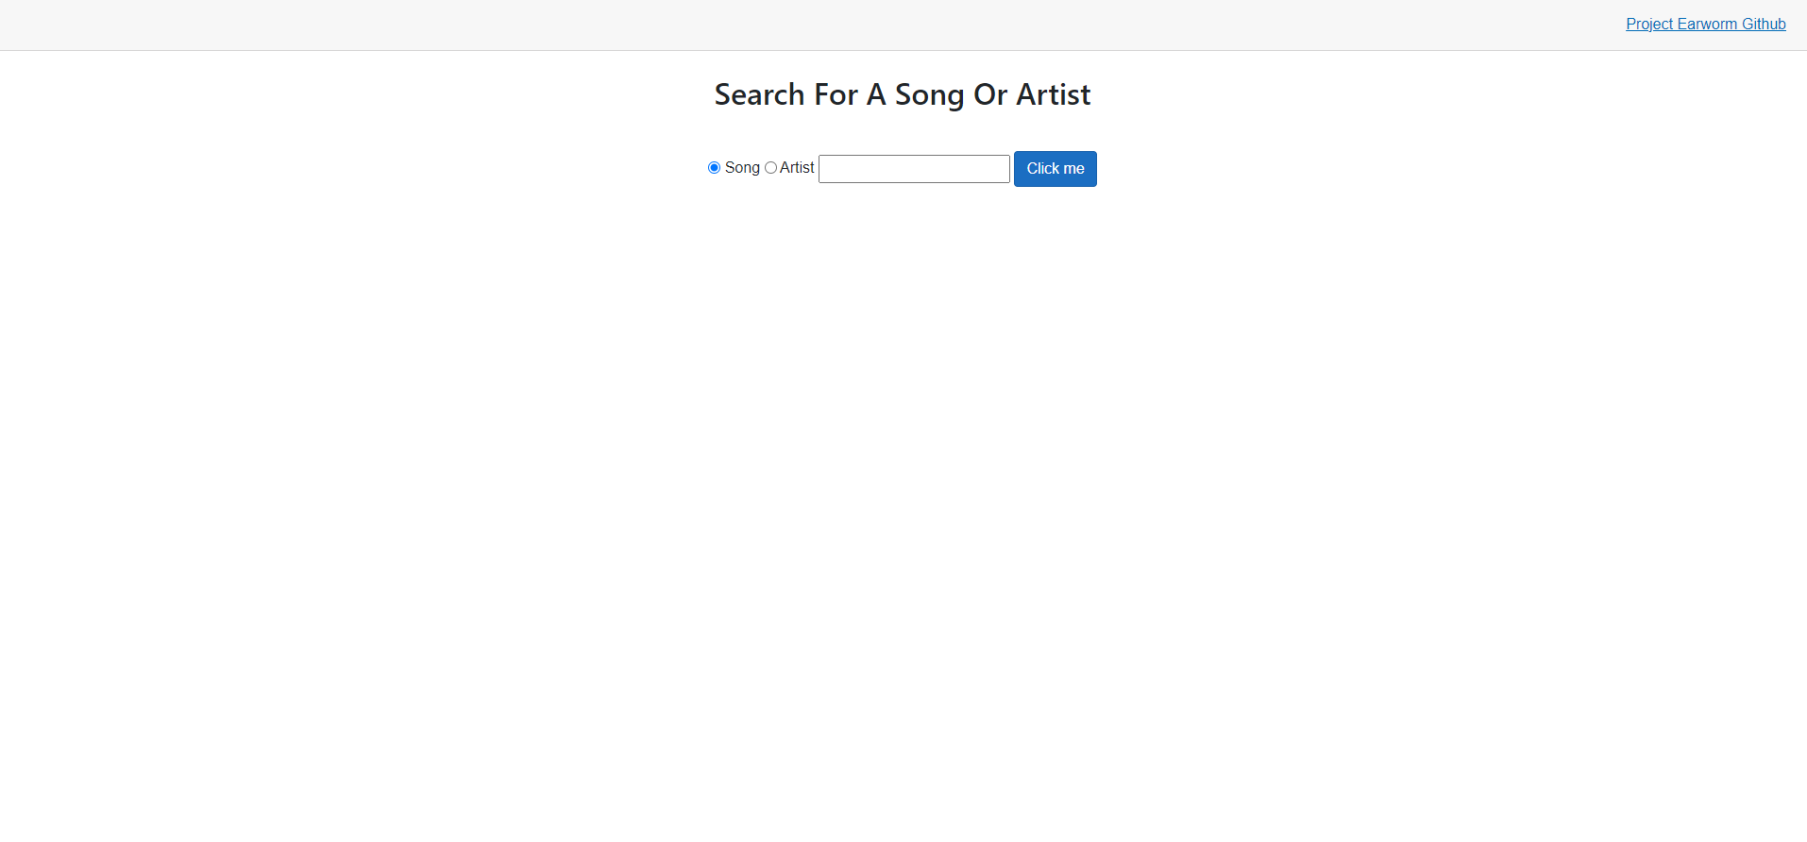 Project Earworm Github
Search For A Song Or Artist
Song Artist Click me